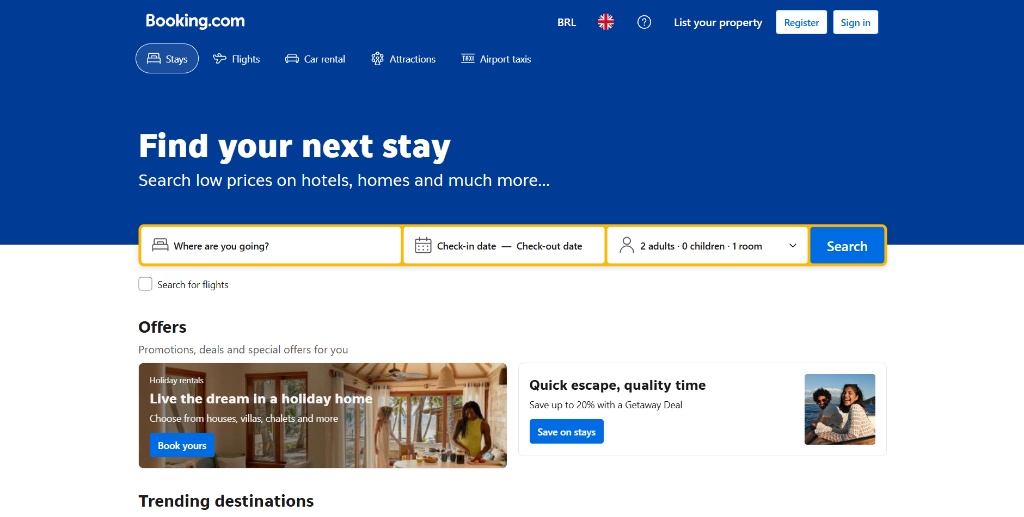 Booking.com
BRL
List your property
Register
Sign in
Stays
Flights
Car rental
Attractions
TAXI
Airport taxis
Find your next stay
Search low prices on hotels, homes and much more...
Where are you going?
Check-in date — Check-out date
2 adults · 0 children · 1 room
Search
Search for flights
Offers
Promotions, deals and special offers for you
Holiday rentals
Live the dream in a holiday home
Choose from houses, villas, chalets and more
Book yours
Quick escape, quality time
Save up to 20% with a Getaway Deal
Save on stays
Trending destinations